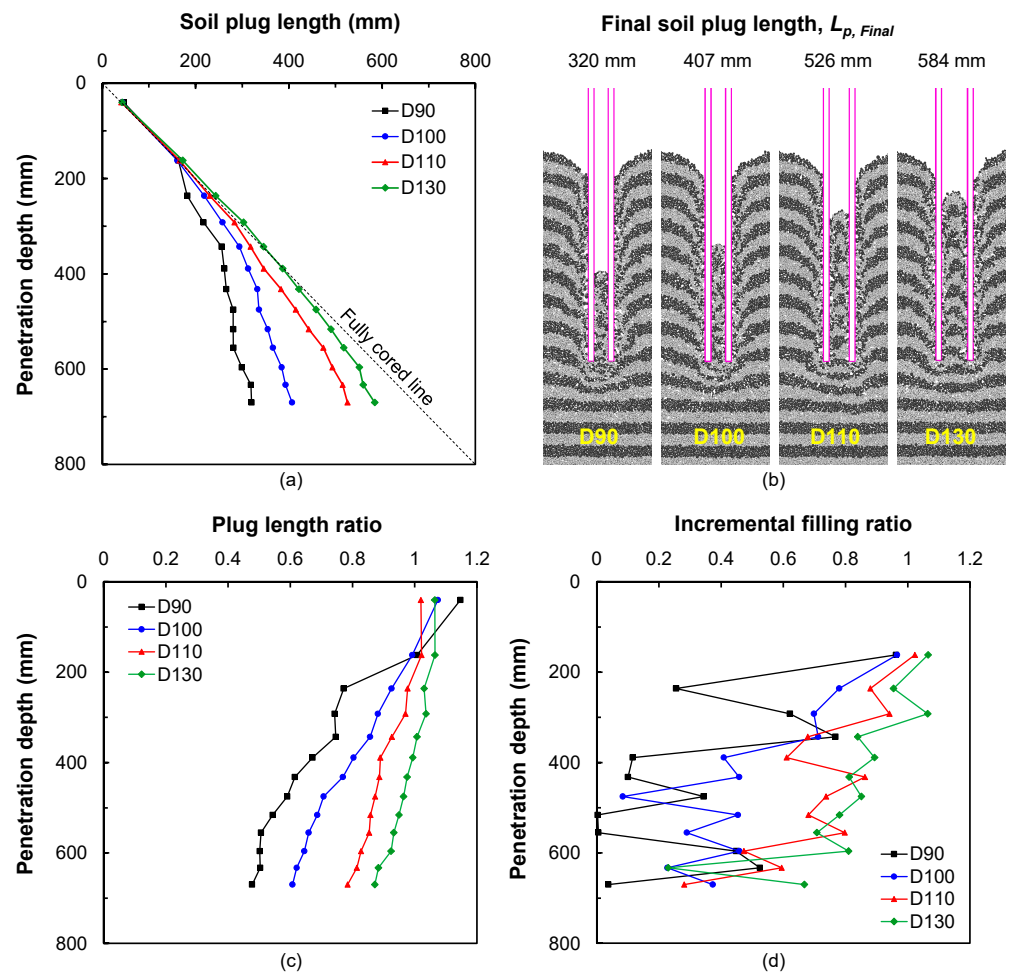 Soil plug length (mm)
0 200 400 600 800
0
200
400
600
800
Penetration depth (mm)
D90
D100
D110
D130
Fully cored line
(a)
Final soil plug length, Lp, Final
320 mm 407 mm 526 mm 584 mm
D90 D100 D110 D130
(b)
Plug length ratio
0 0.2 0.4 0.6 0.8 1 1.2
0
200
400
600
800
Penetration depth (mm)
D90
D100
D110
D130
(c)
Incremental filling ratio
0 0.2 0.4 0.6 0.8 1 1.2
0
200
400
600
800
Penetration depth (mm)
D90
D100
D110
D130
(d)